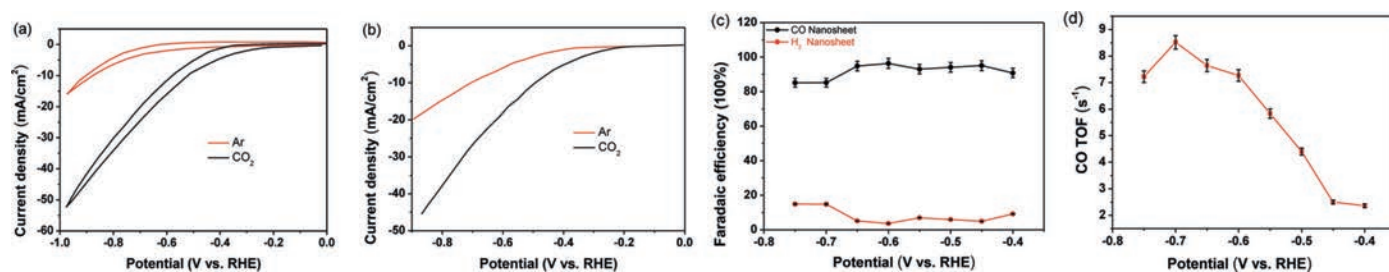 (a)
0
-10
-20
-30
-40
-50
-60
Current density (mA/cm²)
Ar
CO₂
-1.0 -0.8 -0.6 -0.4 -0.2 0.0
Potential (V vs. RHE)
(b)
0
-10
-20
-30
-40
-50
Current density (mA/cm²)
Ar
CO₂
-0.8 -0.6 -0.4 -0.2 0.0
Potential (V vs. RHE)
(c)
CO Nanosheet
H₂ Nanosheet
120
100
80
60
40
20
0
Faradaic efficiency (100%)
-0.8 -0.7 -0.6 -0.5 -0.4
Potential (V vs. RHE)
(d)
9
8
7
6
5
4
3
2
CO TOF (s⁻¹)
-0.8 -0.7 -0.6 -0.5 -0.4
Potential (V vs. RHE)